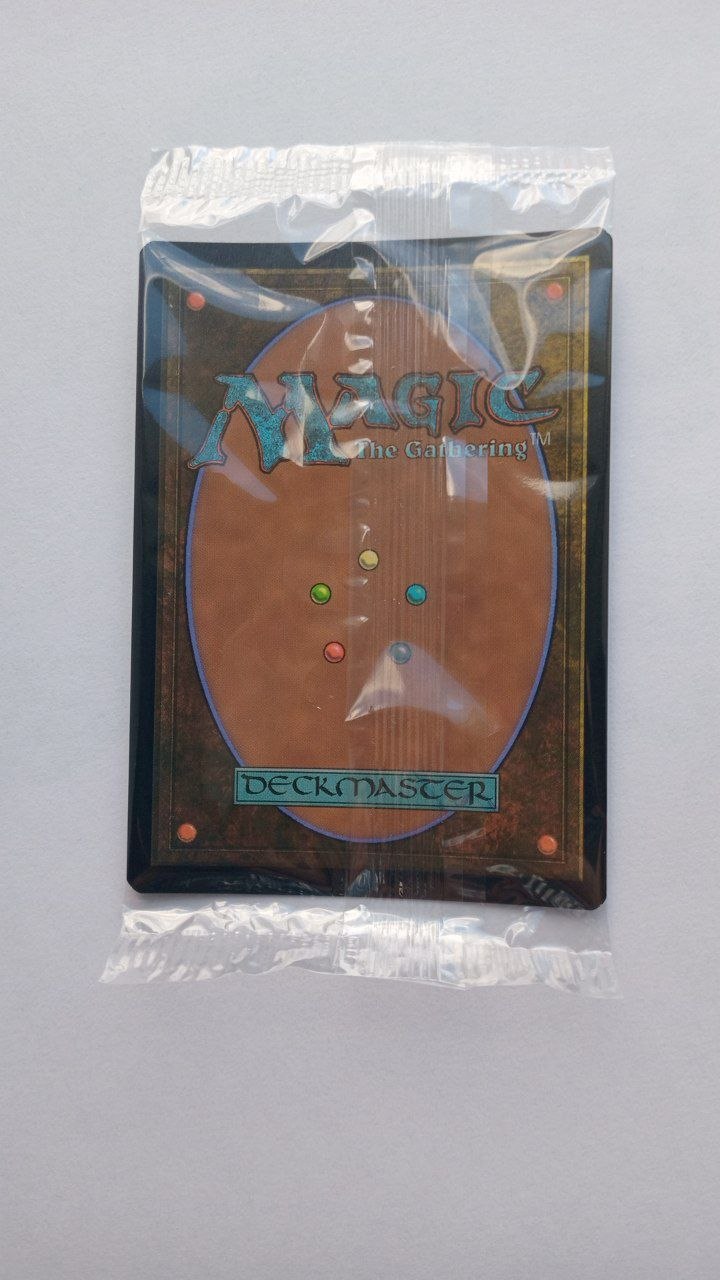 MAGIC
The Gathering™
DECKMASTER